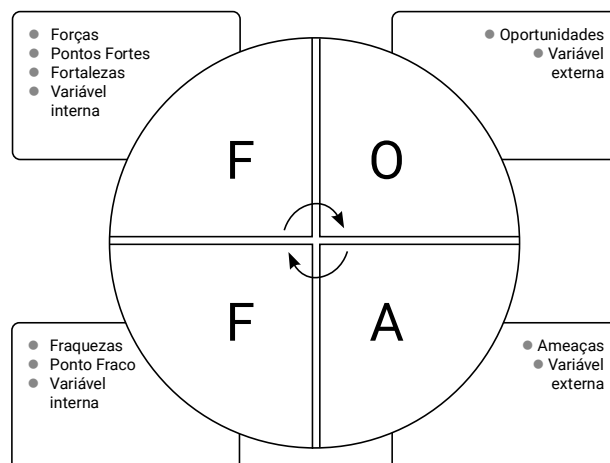 Forças
Pontos Fortes
Fortalezas
Variável
interna
Oportunidades
Variável
externa
F
O
F
A
Fraquezas
Ponto Fraco
Variável
interna
Ameaças
Variável
externa